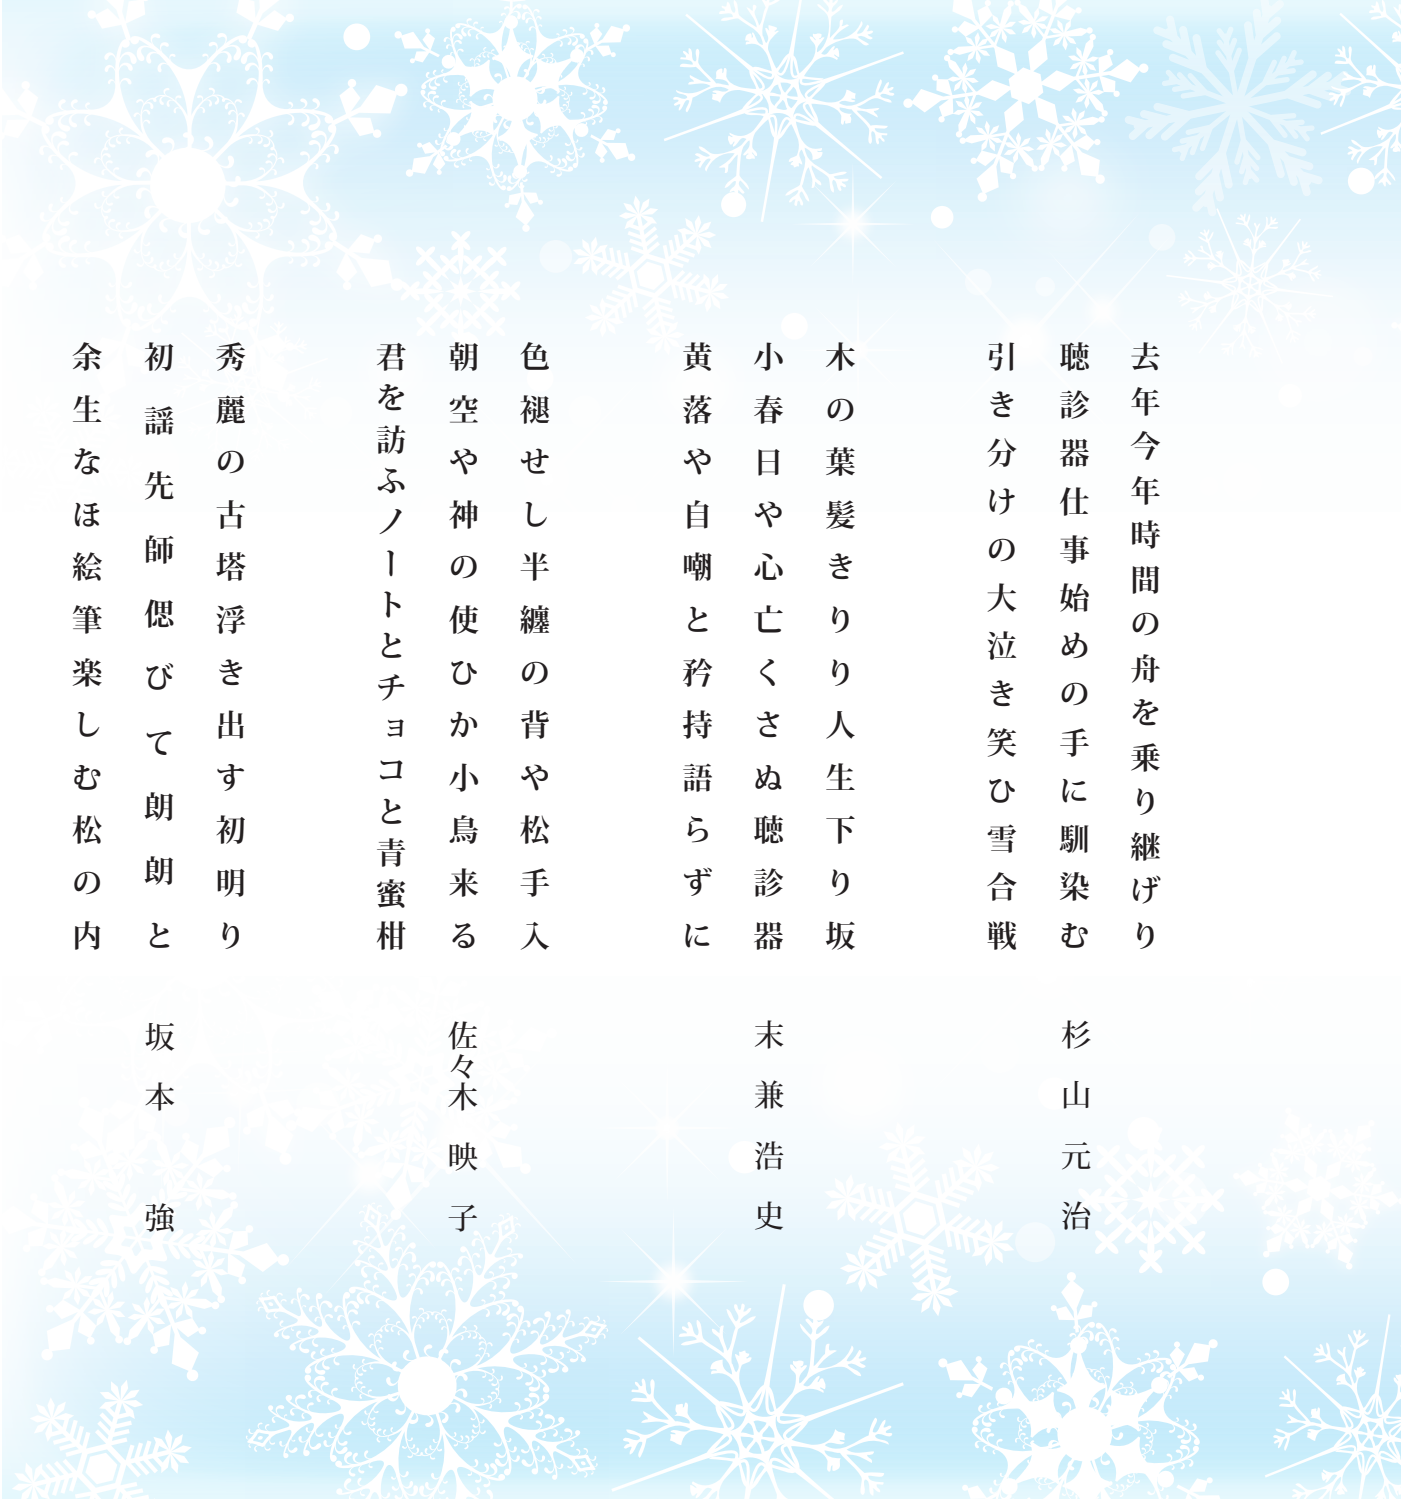 去年今年時間の舟を乗り継げり
聴診器仕事始めの手に馴染む
引き分けの大泣き笑ひ雪合戦
杉山元治
木の葉髪きりり人生下り坂
小春日や心亡くさぬ聴診器
黄落や自嘲と矜持語らずに
末兼浩史
色褪せし半纏の背や松手入
朝空や神の使ひか小鳥来る
君を訪ふノートとチョコと青蜜柑
佐々木映子
秀麗の古塔浮き出す初明り
初謡先師偲びて朗朗と
余生なほ絵筆楽しむ松の内
坂本強